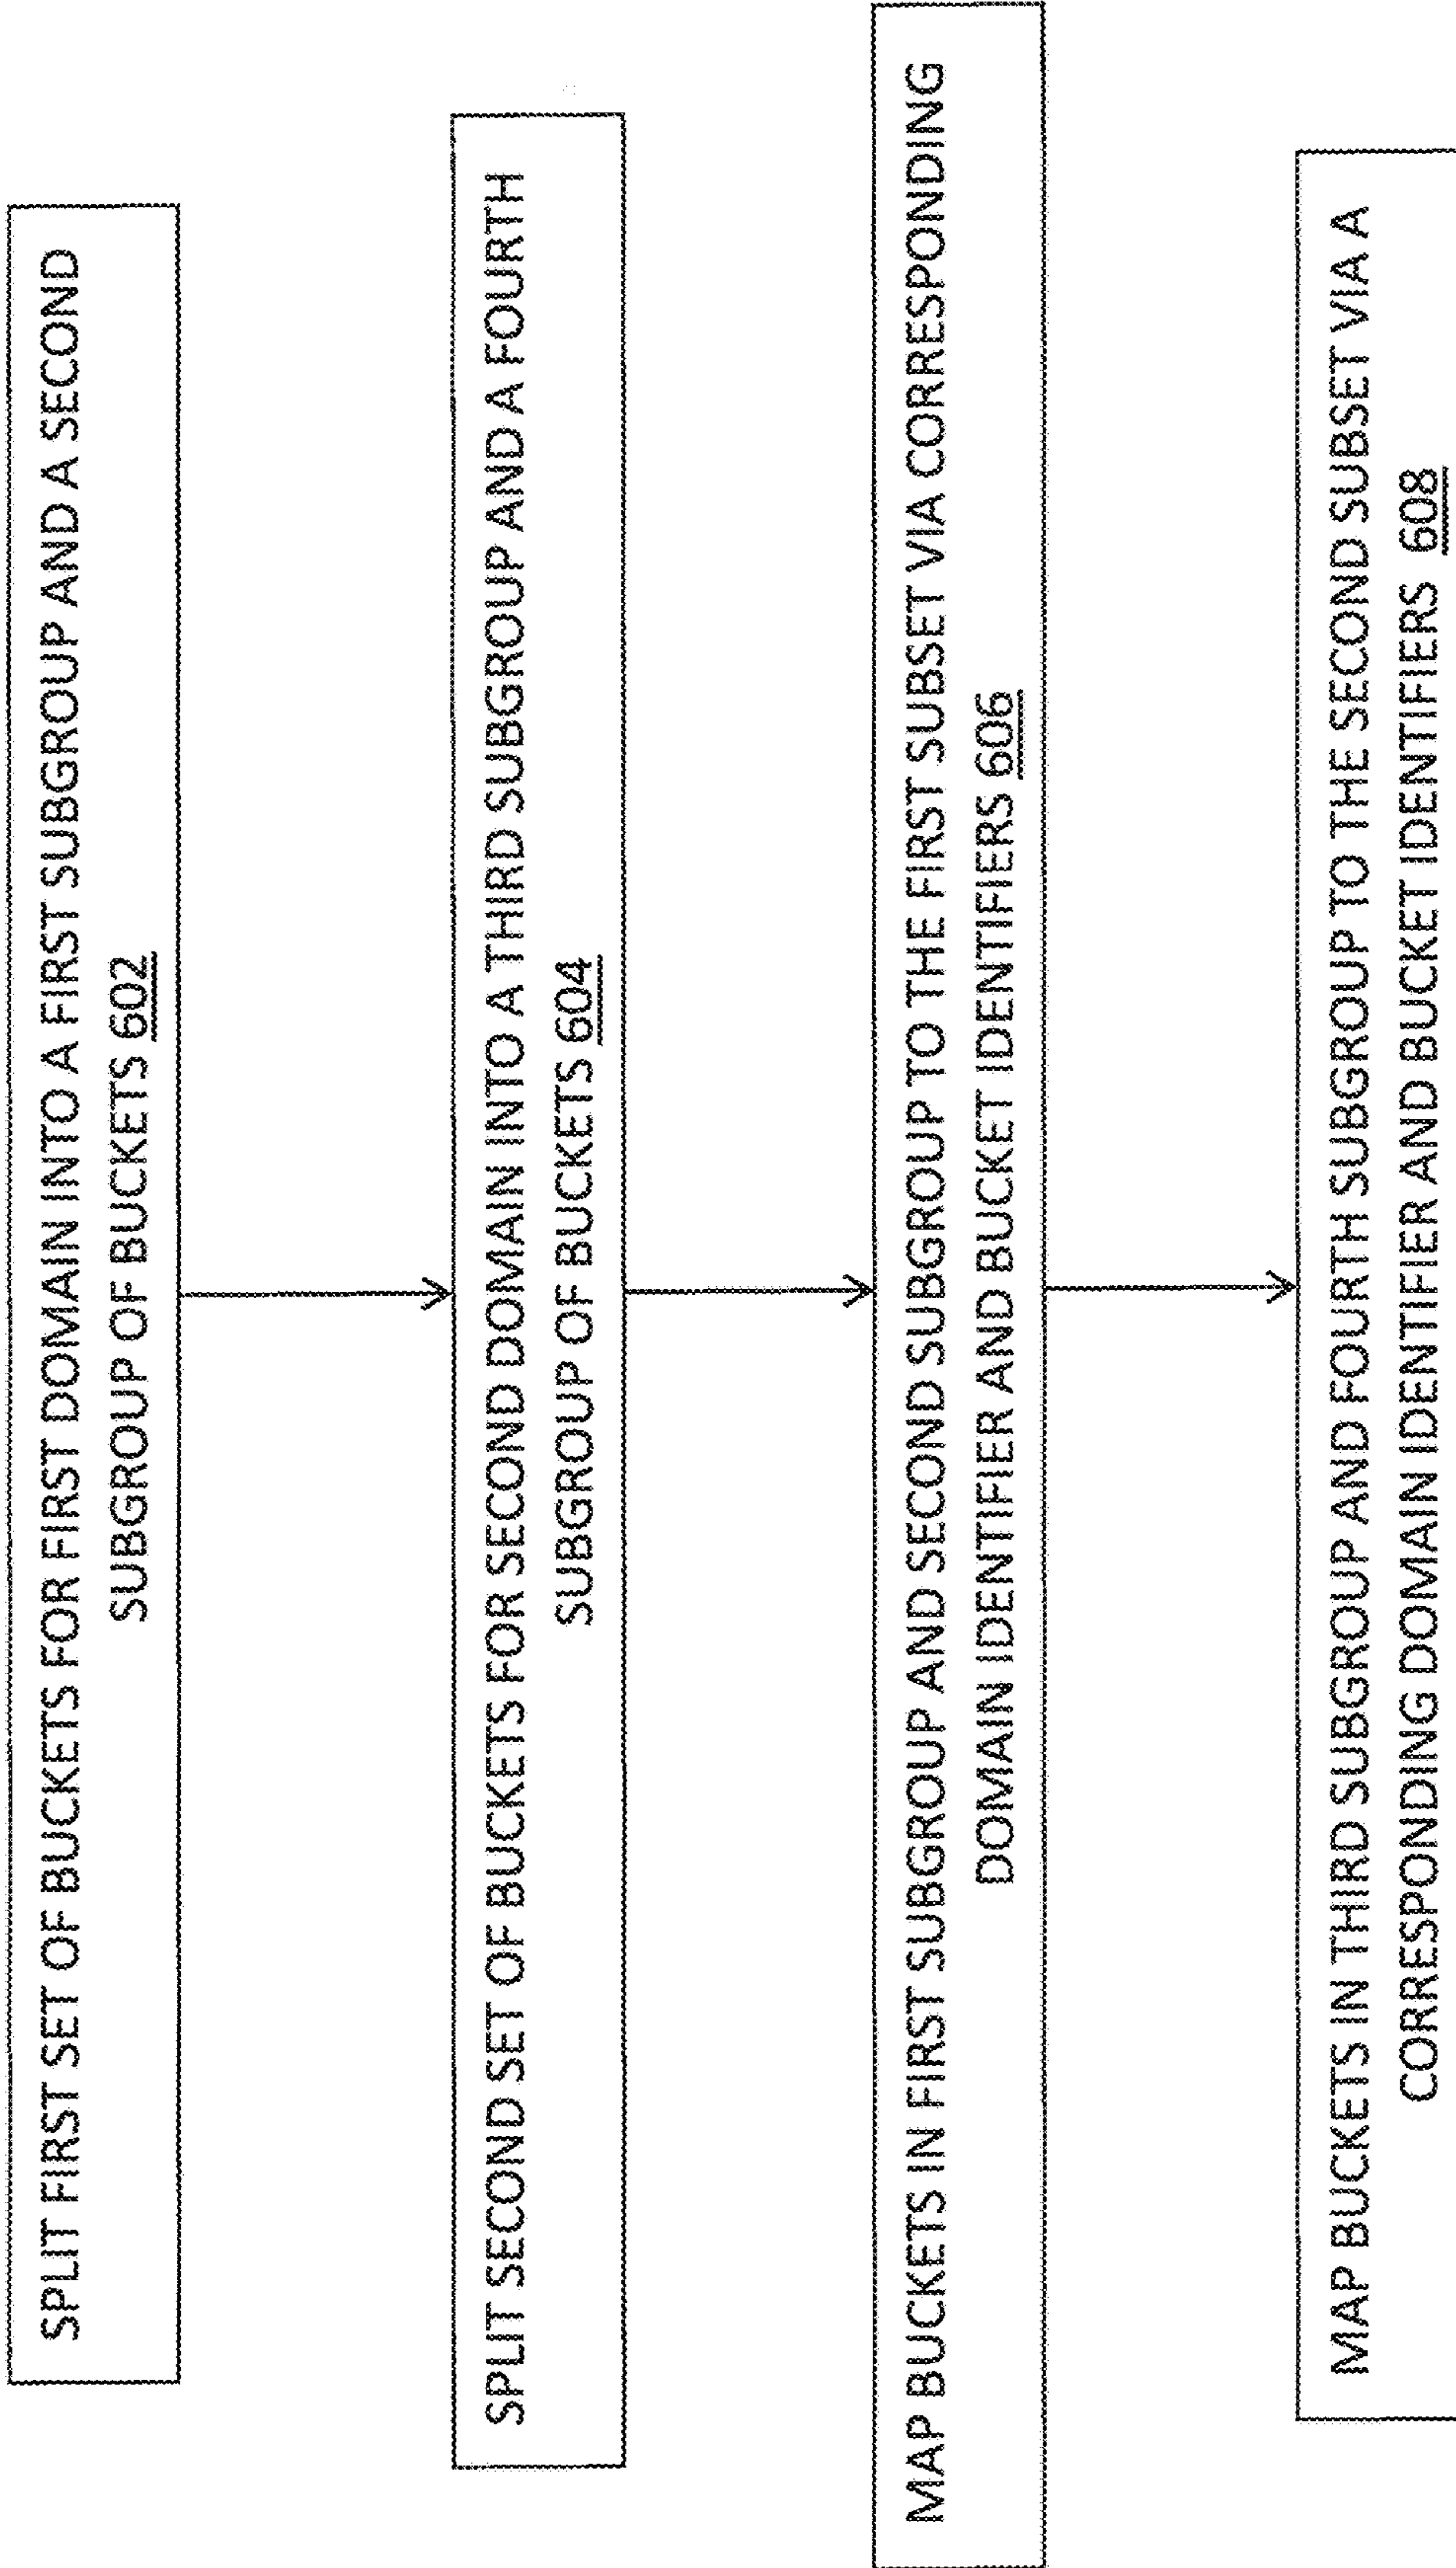 SPLIT FIRST SET OF BUCKETS FOR FIRST DOMAIN INTO A FIRST SUBGROUP AND A SECOND
SUBGROUP OF BUCKETS 602
SPLIT SECOND SET OF BUCKETS FOR SECOND DOMAIN INTO A THIRD SUBGROUP AND A FOURTH
SUBGROUP OF BUCKETS 604
MAP BUCKETS IN FIRST SUBGROUP AND SECOND SUBGROUP TO THE FIRST SUBSET VIA CORRESPONDING
DOMAIN IDENTIFIER AND BUCKET IDENTIFIERS 606
MAP BUCKETS IN THIRD SUBGROUP AND FOURTH SUBGROUP TO THE SECOND SUBSET VIA A
CORRESPONDING DOMAIN IDENTIFIER AND BUCKET IDENTIFIERS 608